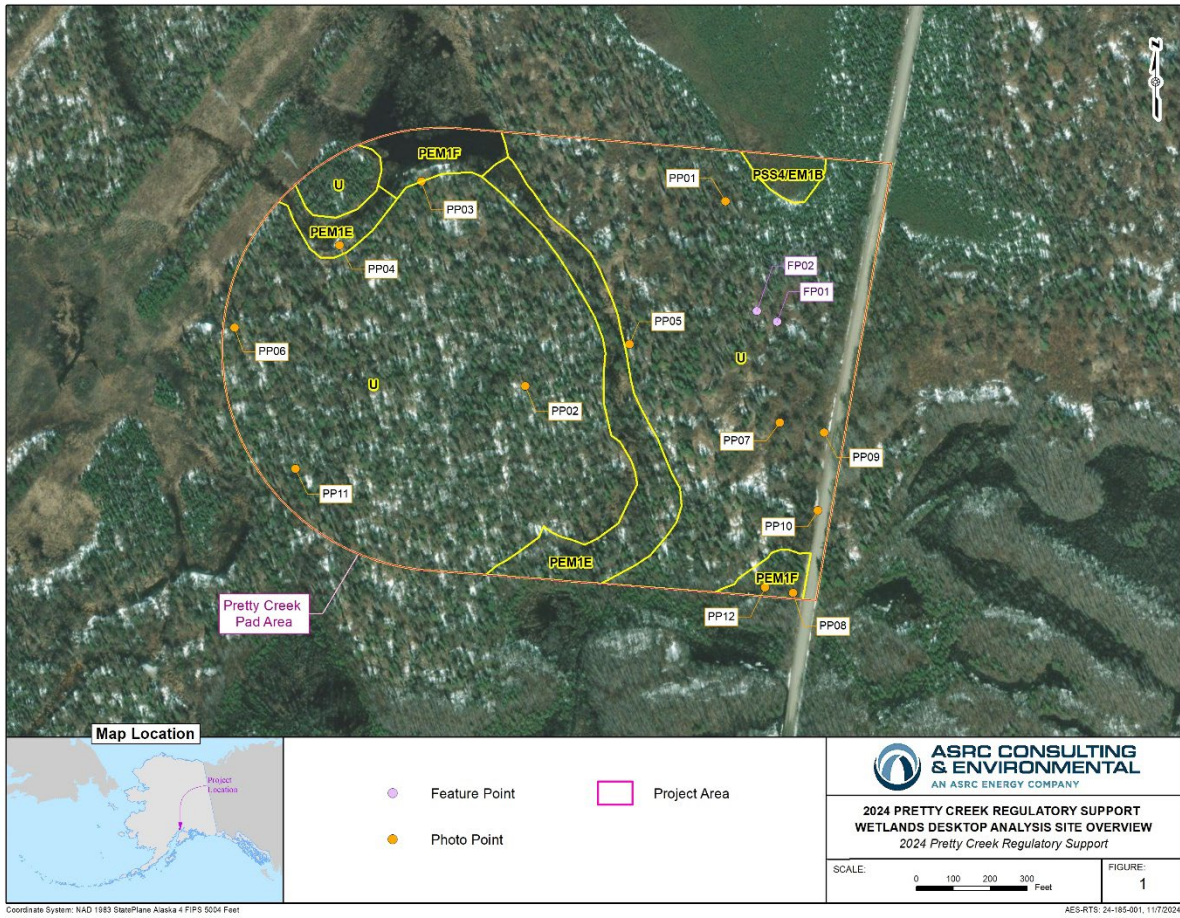 N
PEM1F
U
PEM1E
PP03
PP04
PP01
PSS4/EM1B
FP02
FP01
PP05
PP06
U
U
PP02
PP07
PP09
PP11
PP10
PEM1E
PEM1F
PP12
PP08
Pretty Creek
Pad Area
Map Location
Project
Location
Feature Point
Project Area
Photo Point
ASRC CONSULTING
& ENVIRONMENTAL
AN ASRC ENERGY COMPANY
2024 PRETTY CREEK REGULATORY SUPPORT
WETLANDS DESKTOP ANALYSIS SITE OVERVIEW
2024 Pretty Creek Regulatory Support
SCALE:
0 100 200 300
Feet
FIGURE:
1
Coordinate System: NAD 1983 StatePlane Alaska 4 FIPS 5004 Feet
AES-RTS: 24-185-001, 11/7/2024